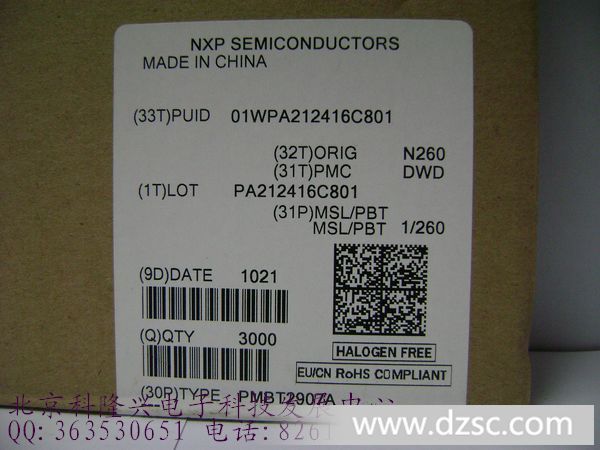 NXP SEMICONDUCTORS
MADE IN CHINA
(33T)PUID 01WPA212416C801
(32T)ORIG N260
(31T)PMC DWD
(1T)LOT PA212416C801
(31P)MSL/PBT
MSL/PBT 1/260
(9D)DATE 1021
(Q)QTY 3000
HALOGEN FREE
EU/CN RoHS COMPLIANT
(30P)TYPE PMBT2907A
北京科隆兴电子科技发展中心
QQ:363530651/电话:8261
www.dzsc.com